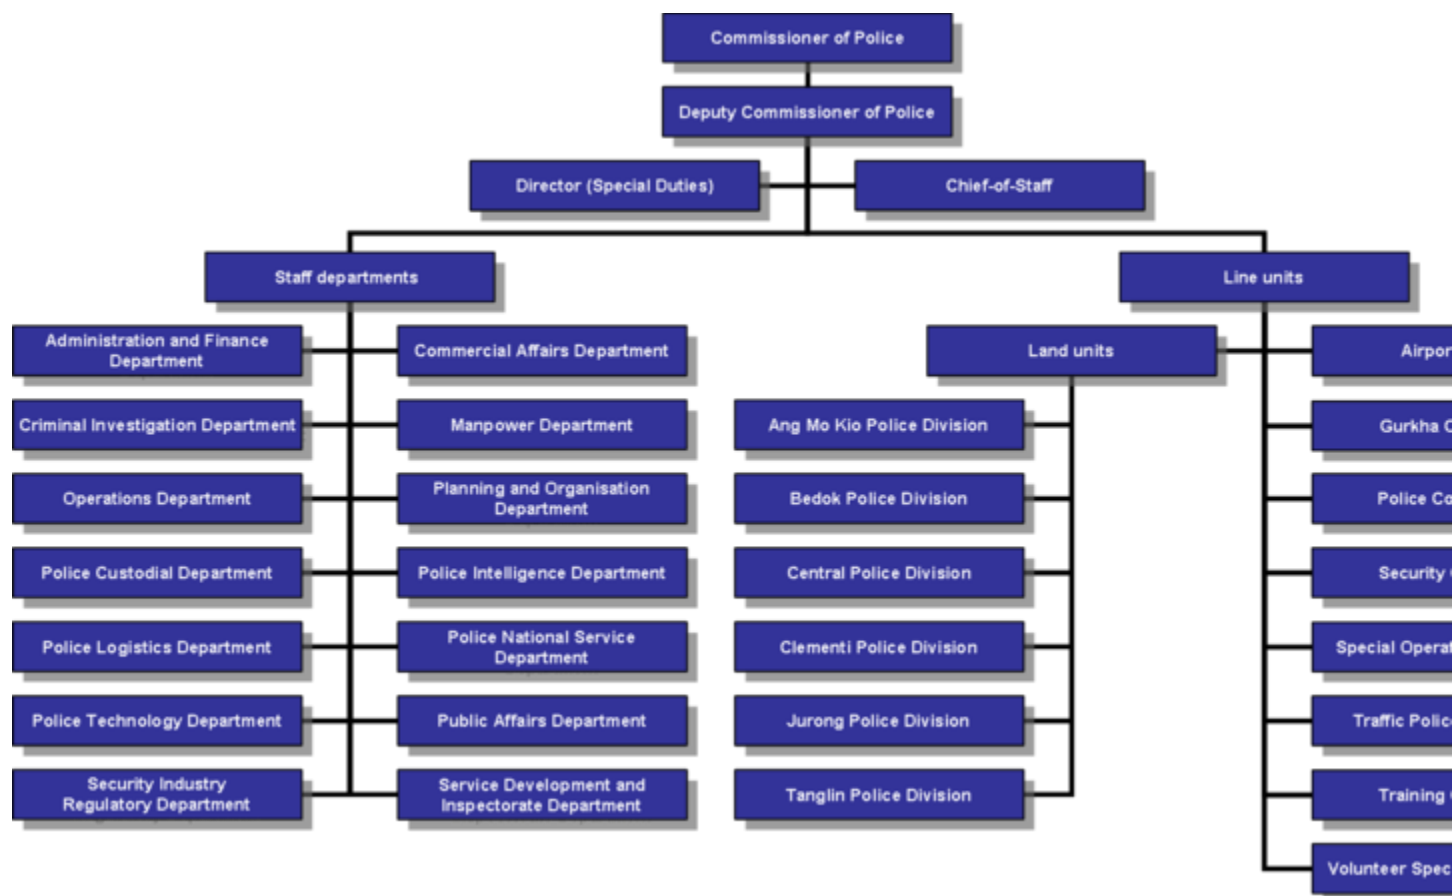 Commissioner of Police
Deputy Commissioner of Police
Director (Special Duties)
Chief-of-Staff
Staff departments
Line units
Administration and Finance
Department
Commercial Affairs Department
Land units
Criminal Investigation Department
Manpower Department
Ang Mo Kio Police Division
Gurkha
Operations Department
Planning and Organisation
Department
Bedok Police Division
Police
Police Custodial Department
Police Intelligence Department
Central Police Division
Security
Police Logistics Department
Police National Service
Department
Clementi Police Division
Special
Police Technology Department
Public Affairs Department
Jurong Police Division
Traffic
Security Industry
Regulatory Department
Service Development and
Inspectorate Department
Tanglin Police Division
Training
Volunteer